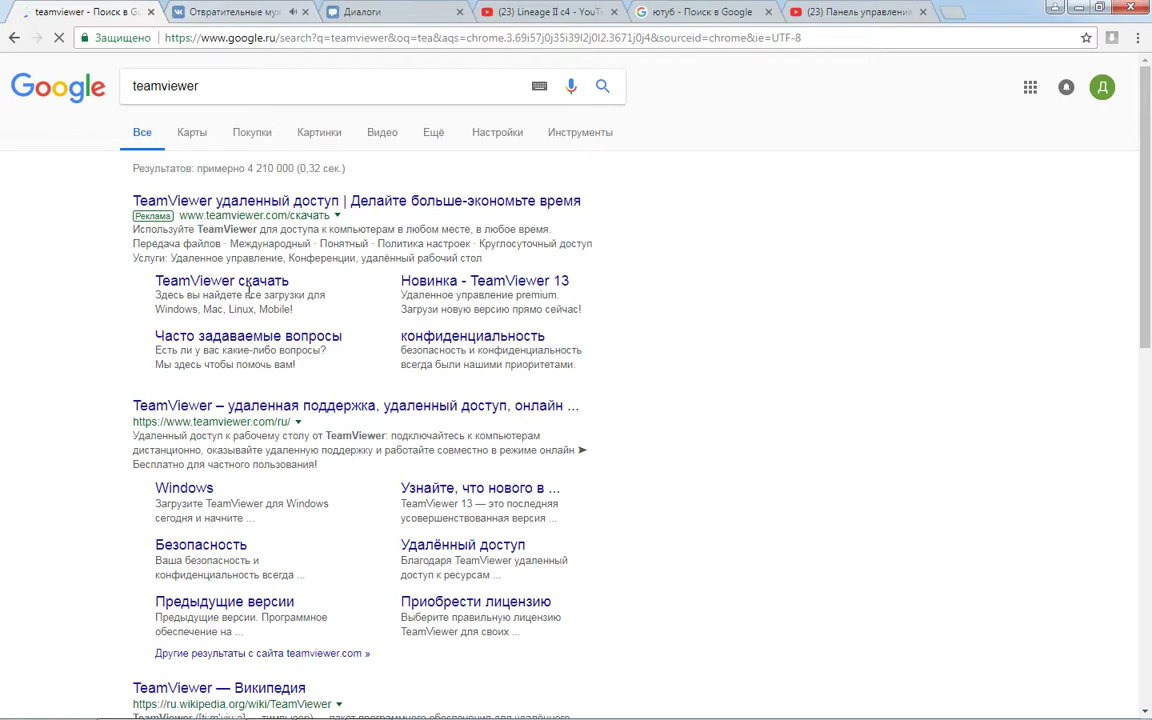 teamviewer - Поиск в G
Отвратительные му
Диалоги
(23) Lineage II c4 - YouT
ютуб - Поиск в Google
(23) Панель управления
Защищено
https://www.google.ru/search?q=teamviewer&oq=tea&aqs=chrome.3.69i57j0j35i39l2j0l2.3671j0j4&sourceid=chrome&ie=UTF-8
Google
teamviewer
Д
Все Карты Покупки Картинки Видео Ещё Настройки Инструменты
Результатов: примерно 4 210 000 (0,32 сек.)
TeamViewer удаленный доступ | Делайте больше-экономьте время
Реклама www.teamviewer.com/скачать
Используйте TeamViewer для доступа к компьютерам в любом месте, в любое время.
Передача файлов · Международный · Понятный · Политика настроек · Круглосуточный доступ
Услуги: Удаленное управление, Конференции, удалённый рабочий стол
TeamViewer скачать
Здесь вы найдете все загрузки для
Windows, Mac, Linux, Mobile!
Новинка - TeamViewer 13
Удаленное управление premium.
Загрузи новую версию прямо сейчас!
Часто задаваемые вопросы
Есть ли у вас какие-либо вопросы?
Мы здесь чтобы помочь вам!
конфиденциальность
безопасность и конфиденциальность
всегда были нашими приоритетами.
TeamViewer – удаленная поддержка, удаленный доступ, онлайн ...
https://www.teamviewer.com/ru/
Удаленный доступ к рабочему столу от TeamViewer: подключайтесь к компьютерам
дистанционно, оказывайте удаленную поддержку и работайте совместно в режиме онлайн ➤
Бесплатно для частного пользования!
Windows
Загрузите TeamViewer для Windows
сегодня и начните ...
Узнайте, что нового в ...
TeamViewer 13 — это последняя
усовершенствованная версия ...
Безопасность
Ваша безопасность и
конфиденциальность всегда ...
Удалённый доступ
Благодаря TeamViewer удаленный
доступ к ресурсам ...
Предыдущие версии
Предыдущие версии. Программное
обеспечение на ...
Приобрести лицензию
Выберите правильную лицензию
TeamViewer для своих ...
Другие результаты с сайта teamviewer.com »
TeamViewer — Википедия
https://ru.wikipedia.org/wiki/TeamViewer